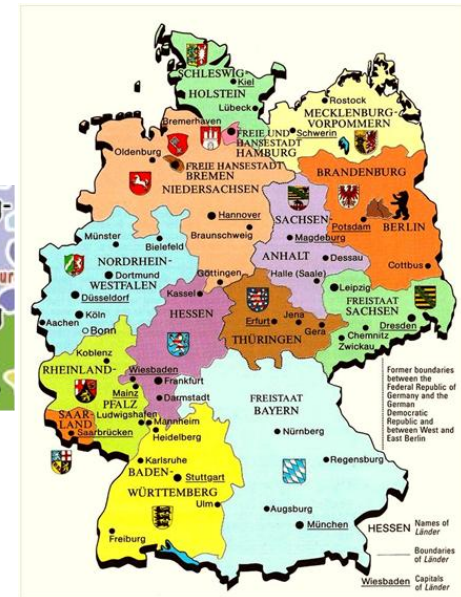 SCHLESWIG-
Kiel
HOLSTEIN
Lübeck
Rostock
MECKLENBURG-
VORPOMMERN
Schwerin
Bremerhaven
FREIE UND
HANSESTADT
HAMBURG
Oldenburg
FREIE HANSESTADT
BREMEN
NIEDERSACHSEN
BRANDENBURG
Potsdam
BERLIN
Hannover
Braunschweig
SACHSEN-
Magdeburg
ANHALT
Dessau
Halle (Saale)
Cottbus
Münster
Bielefeld
NORDRHEIN-
Dortmund
WESTFALEN
Düsseldorf
Köln
Aachen
Bonn
Göttingen
Kassel
HESSEN
Leipzig
FREISTAAT
SACHSEN
Dresden
Chemnitz
Zwickau
Erfurt
Jena
Gera
THÜRINGEN
Koblenz
RHEINLAND-
Wiesbaden
Frankfurt
Mainz
PFALZ
Darmstadt
Ludwigshafen
Mannheim
SAAR-
LAND
Saarbrücken
Heidelberg
FREISTAAT
BAYERN
Nürnberg
Regensburg
Karlsruhe
BADEN-
Stuttgart
WÜRTTEMBERG
Ulm
Augsburg
München
Freiburg
Former boundaries
between the
Federal Republic of
Germany and the
German
Democratic
Republic and
between West and
East Berlin
HESSEN Names of
Länder
Boundaries
of Länder
Wiesbaden Capitals
of Länder